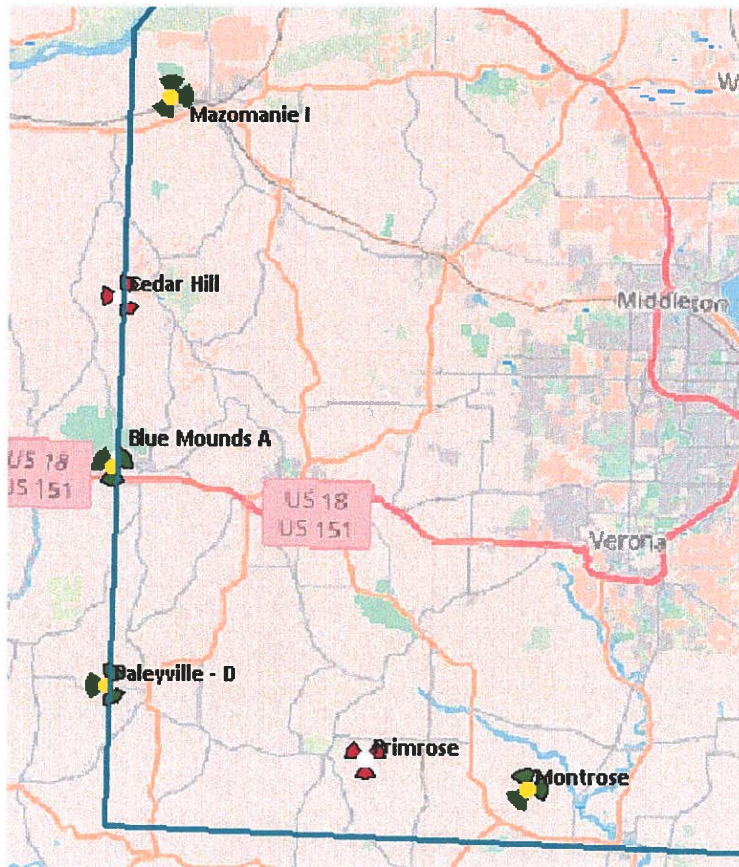 W
Mazomanie I
Cedar Hill
Middleton
Blue Mounds A
US 18
US 151
US 18
US 151
Verona
Daleyville - D
Primrose
Montrose